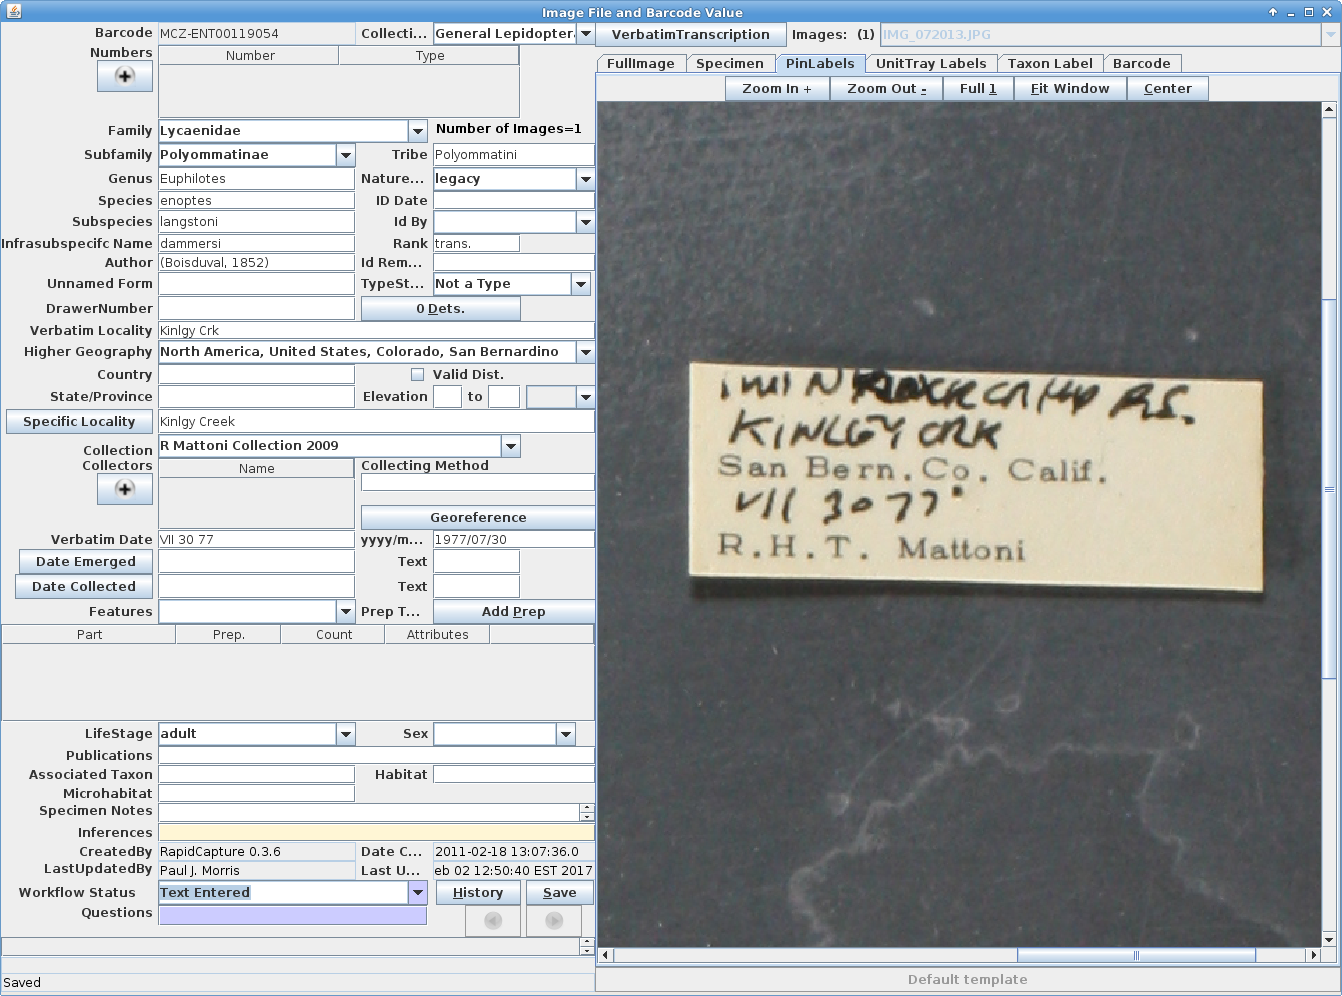 Image File and Barcode Value
Barcode MCZ-ENT00119054 Collecti... General Lepidopter
Numbers
Number Type
Family Lycaenidae Number of Images=1
Subfamily Polyommatinae Tribe Polyommatini
Genus Euphilotes Nature... legacy
Species enoptes ID Date
Subspecies langstoni Id By
Infrasubspecifc Name dammersi Rank trans.
Author (Boisduval, 1852) Id Rem...
Unnamed Form TypeSt... Not a Type
DrawerNumber 0 Dets.
Verbatim Locality Kinlgy Crk
Higher Geography North America, United States, Colorado, San Bernardino
Country Valid Dist.
State/Province Elevation to
Specific Locality Kinlgy Creek
Collection R Mattoni Collection 2009
Collectors Collecting Method
Name
Georeference
Verbatim Date VII 30 77 yyyy/m... 1977/07/30
Date Emerged Text
Date Collected Text
Features Prep T... Add Prep
Part Prep. Count Attributes
LifeStage adult Sex
Publications
Associated Taxon Habitat
Microhabitat
Specimen Notes
Inferences
CreatedBy RapidCapture 0.3.6 Date C... 2011-02-18 13:07:36.0
LastUpdatedBy Paul J. Morris Last U... eb 02 12:50:40 EST 2017
Workflow Status Text Entered History Save
Questions
Saved
VerbatimTranscription Images: (1) IMG_072013.JPG
FullImage Specimen PinLabels UnitTray Labels Taxon Label Barcode
Zoom In + Zoom Out - Full 1 Fit Window Center
KINLGY CRK
San Bern. Co. Calif.
VII 30 77
R.H.T. Mattoni
Default template